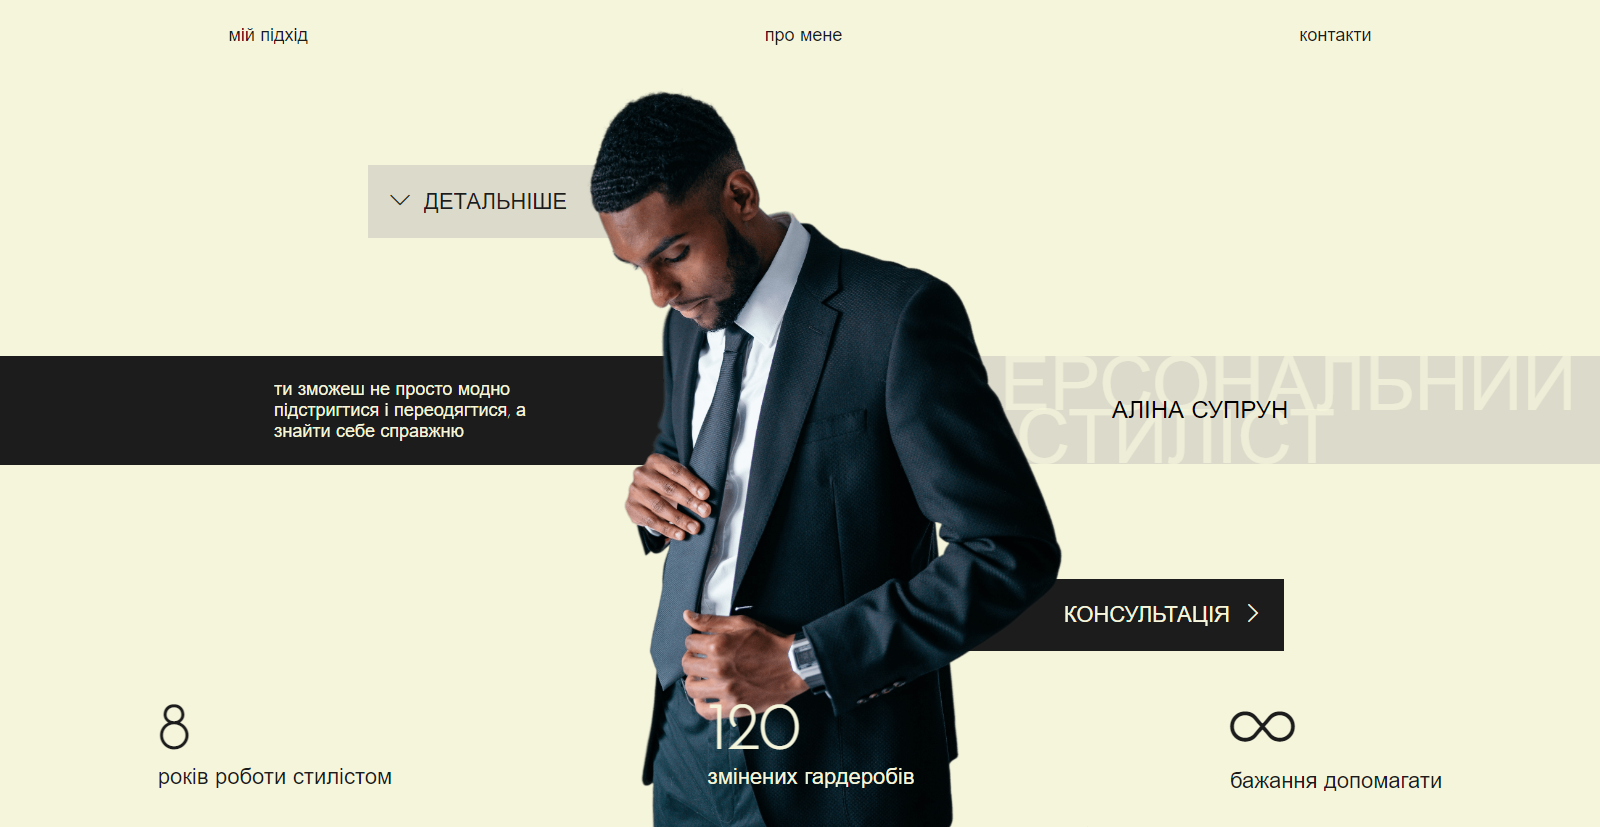 мій підхід
про мене
контакти
ДЕТАЛЬНІШЕ
ти зможеш не просто модно
підстригтися і переодягтися, а
знайти себе справжню
ЕРСОНАЛЬНИЙ
СТИЛІСТ
АЛІНА СУПРУН
КОНСУЛЬТАЦІЯ
8
років роботи стилістом
120
змінених гардеробів
∞
бажання допомагати